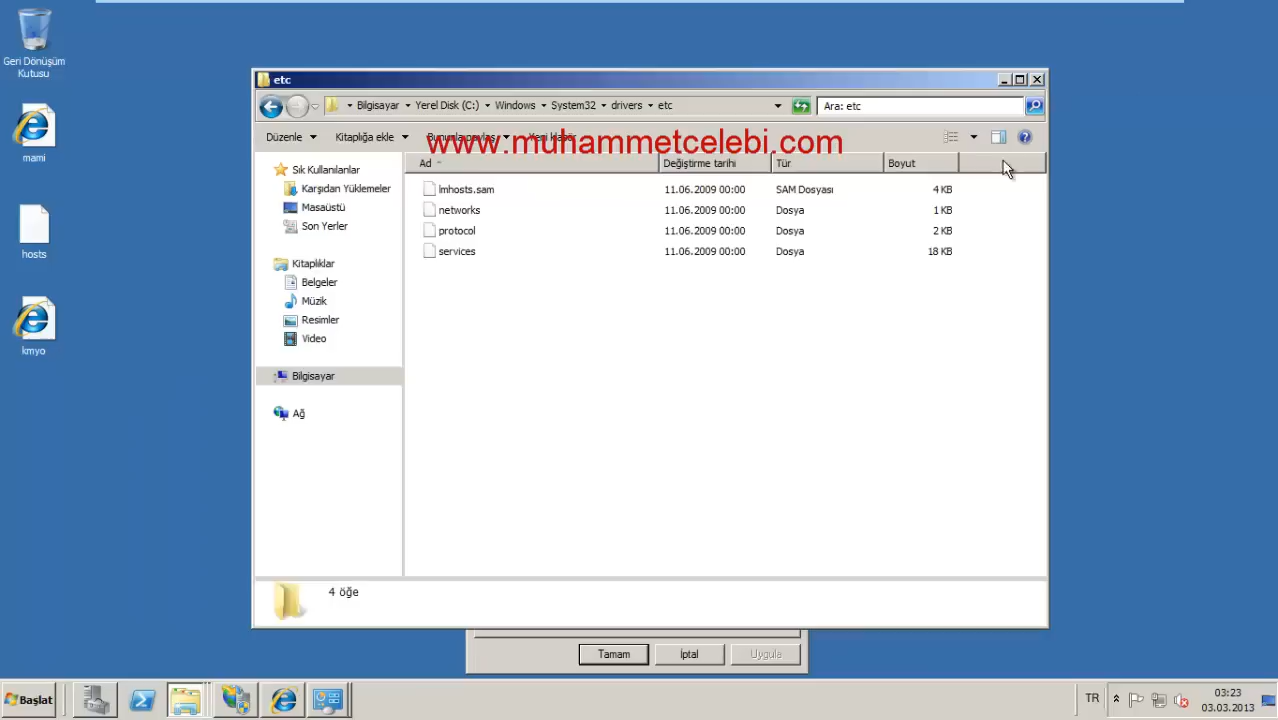 Geri Dönüşüm
Kutusu
mami
hosts
kmyo
etc
Bilgisayar Yerel Disk (C:) Windows System32 drivers etc
Ara: etc
Düzenle Kitaplığa ekle Bununla paylaş Yeni klasör
www.muhammetcelebi.com
Ad Değiştirme tarihi Tür Boyut
lmhosts.sam 11.06.2009 00:00 SAM Dosyası 4 KB
networks 11.06.2009 00:00 Dosya 1 KB
protocol 11.06.2009 00:00 Dosya 2 KB
services 11.06.2009 00:00 Dosya 18 KB
Sık Kullanılanlar
Karşıdan Yüklemeler
Masaüstü
Son Yerler
Kitaplıklar
Belgeler
Müzik
Resimler
Video
Bilgisayar
Ağ
4 öğe
Tamam İptal Uygula
Başlat
TR
03:23
03.03.2013